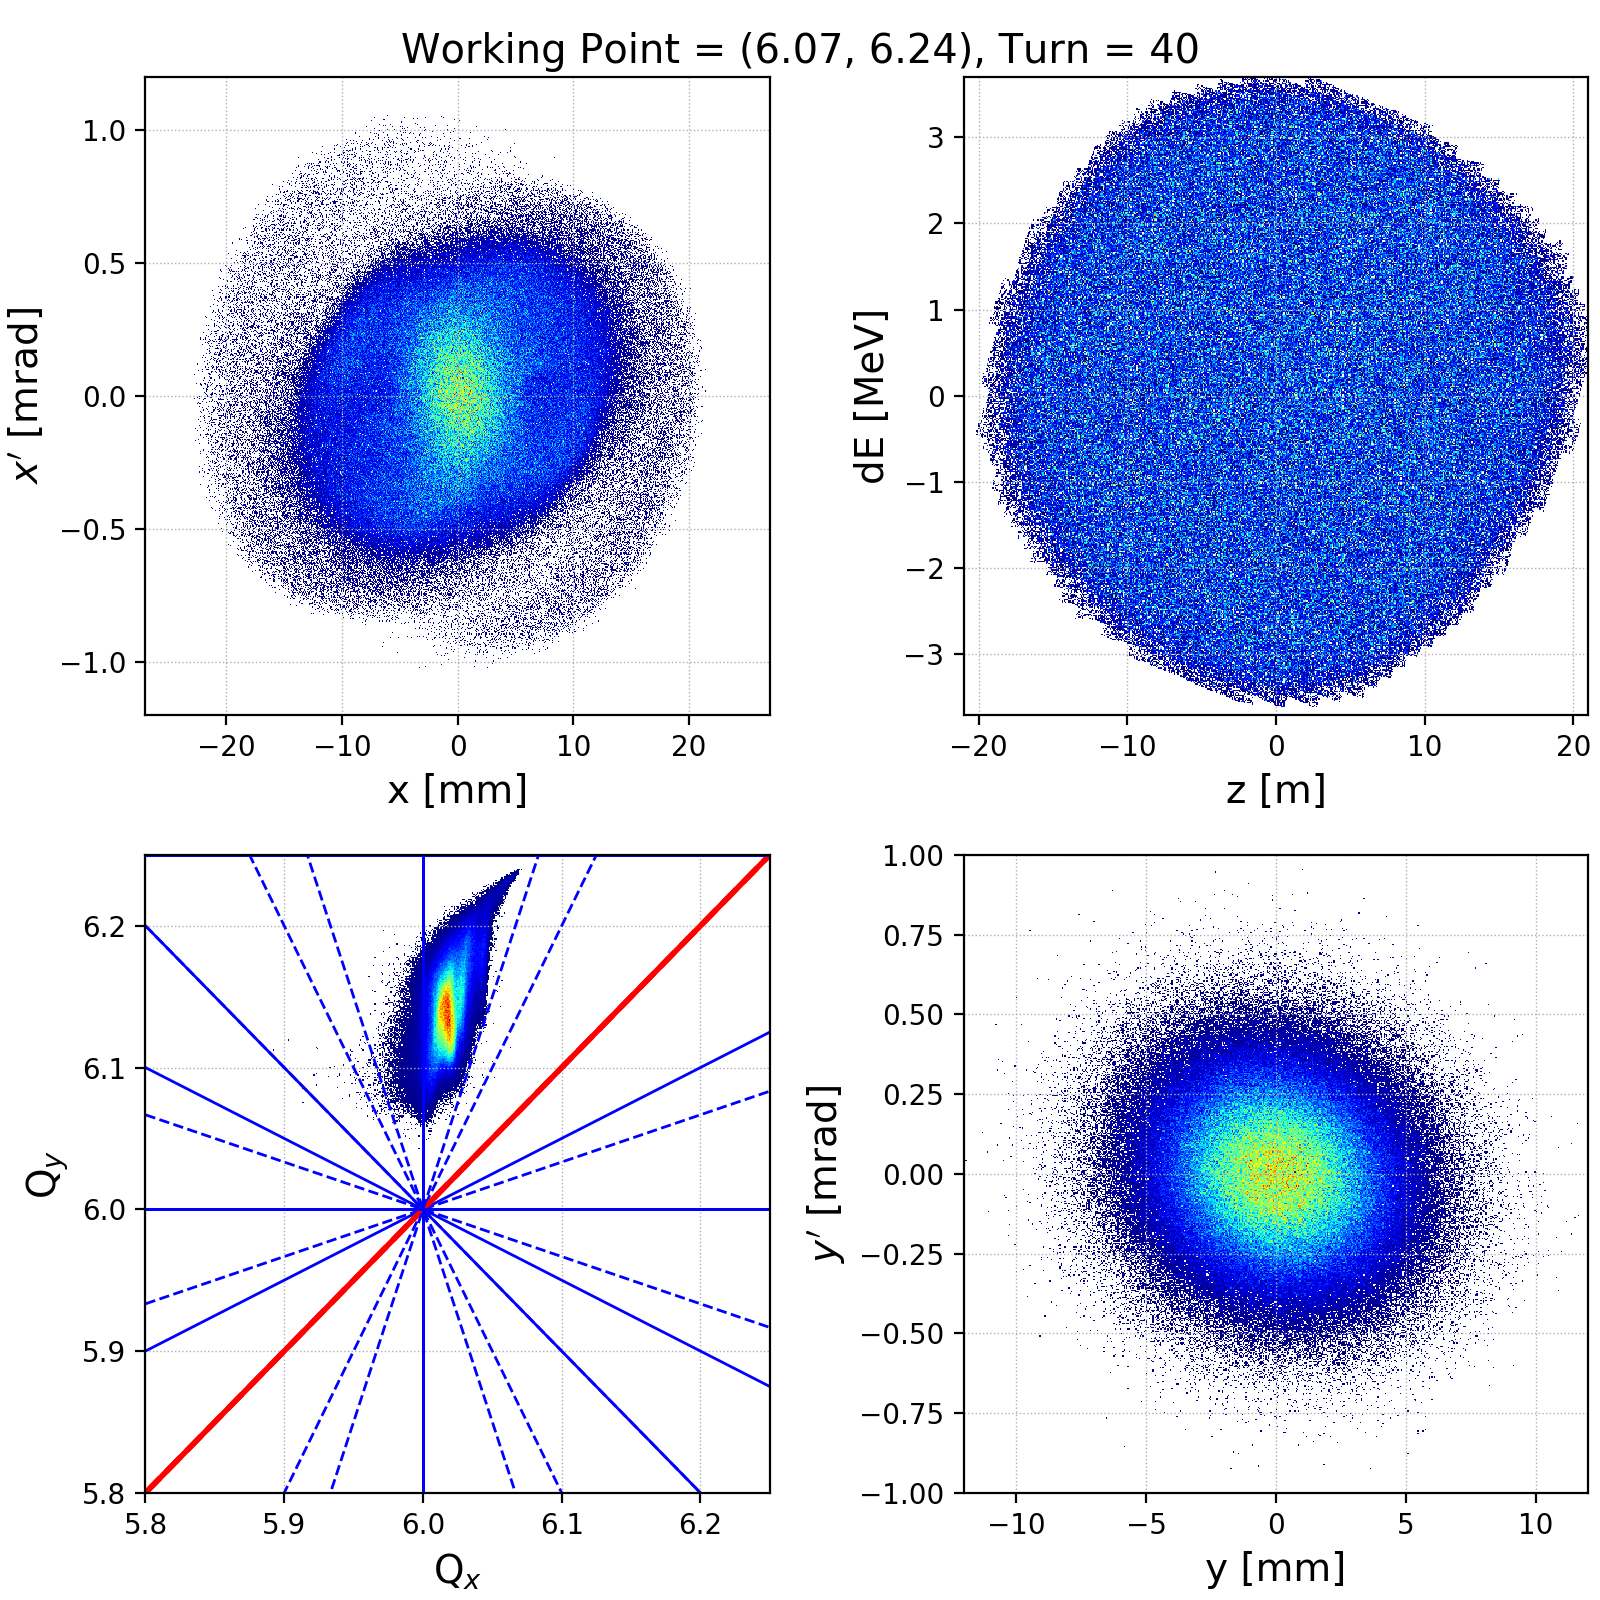 Working Point = (6.07, 6.24), Turn = 40
1.0
0.5
0.0
−0.5
−1.0
x′ [mrad]
−20 −10 0 10 20
x [mm]
3
2
1
0
−1
−2
−3
dE [MeV]
−20 −10 0 10 20
z [m]
6.2
6.1
6.0
5.9
5.8
Qy
5.8 5.9 6.0 6.1 6.2
Qx
1.00
0.75
0.50
0.25
0.00
−0.25
−0.50
−0.75
−1.00
y′ [mrad]
−10 −5 0 5 10
y [mm]